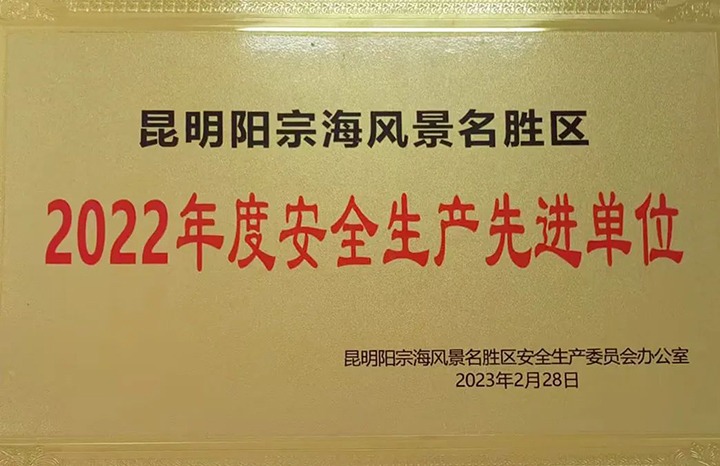 昆明阳宗海风景名胜区
2022年度安全生产先进单位
昆明阳宗海风景名胜区安全生产委员会办公室
2023年2月28日